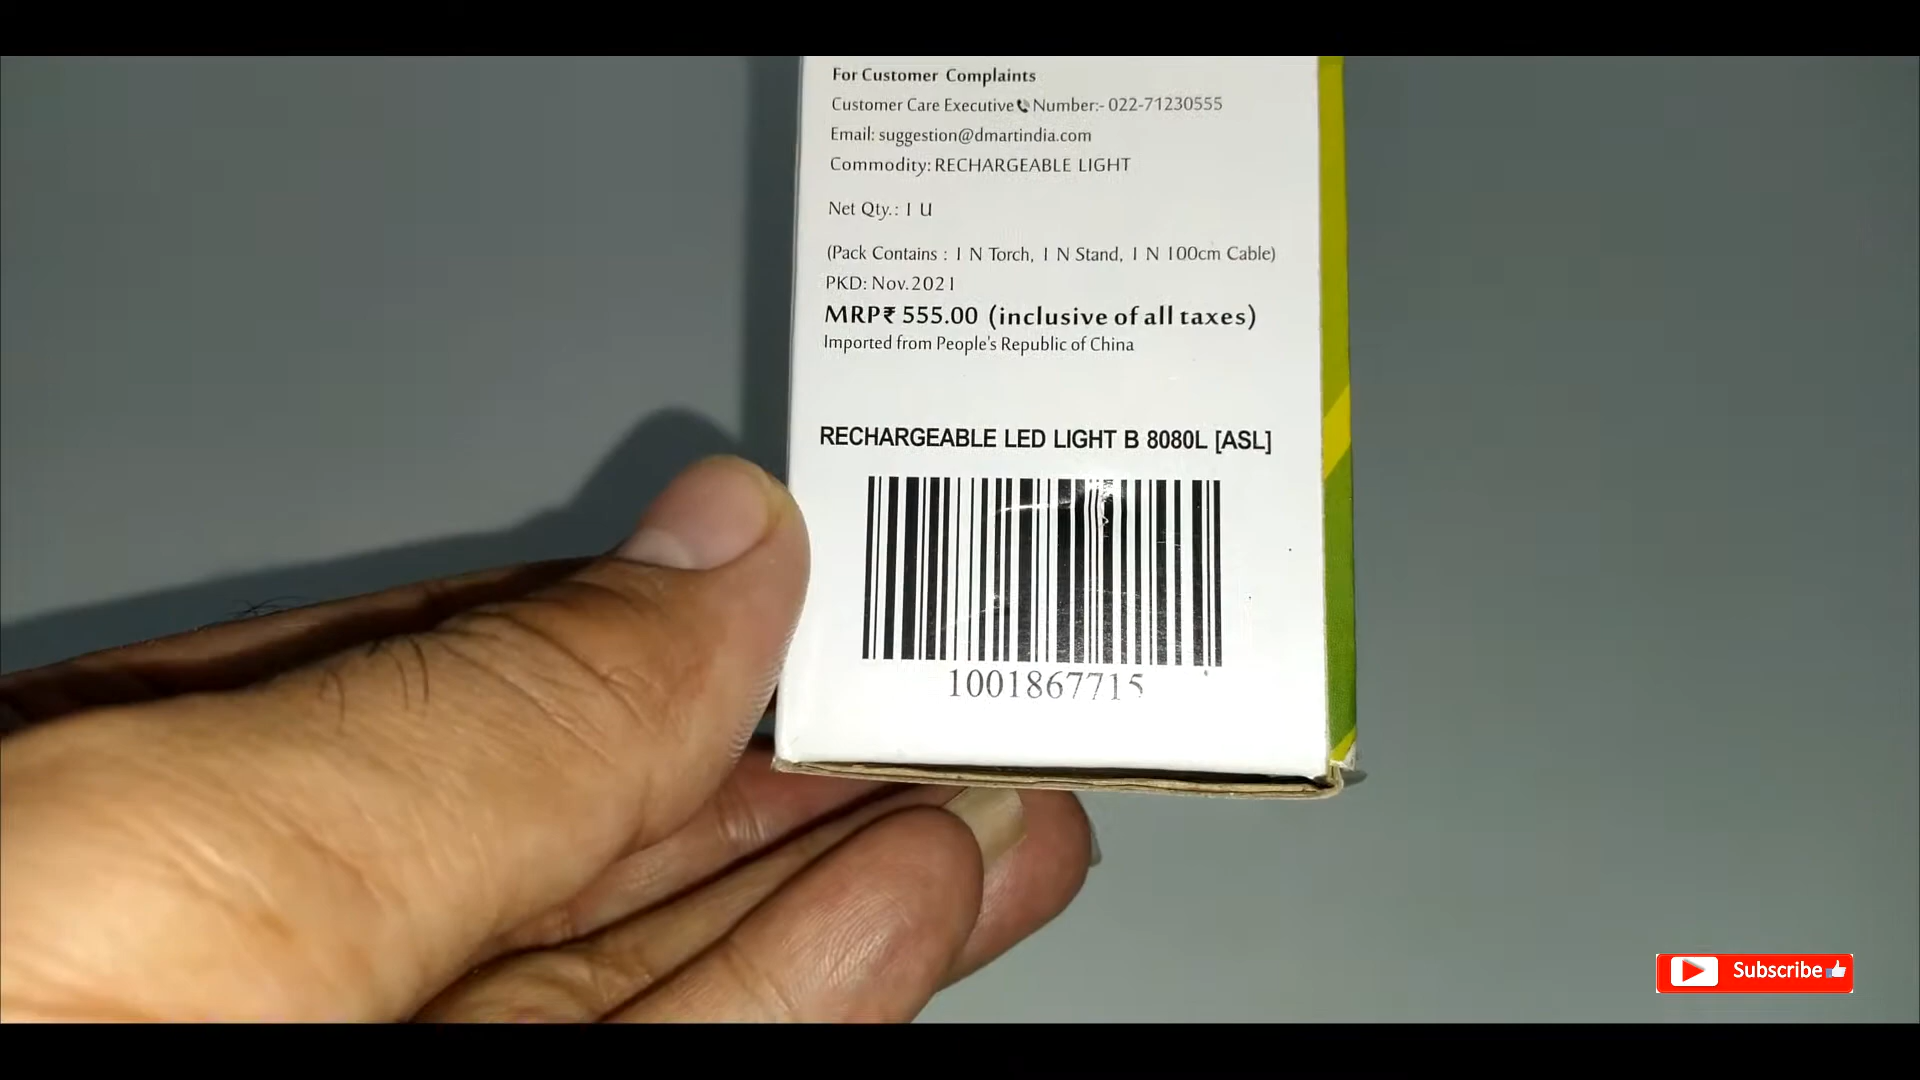 For Customer Complaints
Customer Care Executive Number:- 022-71230555
Email: suggestion@dmartindia.com
Commodity: RECHARGEABLE LIGHT
Net Qty.: 1 U
(Pack Contains : 1 N Torch, 1 N Stand, 1 N 100cm Cable)
PKD: Nov.2021
MRP₹ 555.00 (inclusive of all taxes)
Imported from People's Republic of China
RECHARGEABLE LED LIGHT B 8080L [ASL]
1001867715
Subscribe